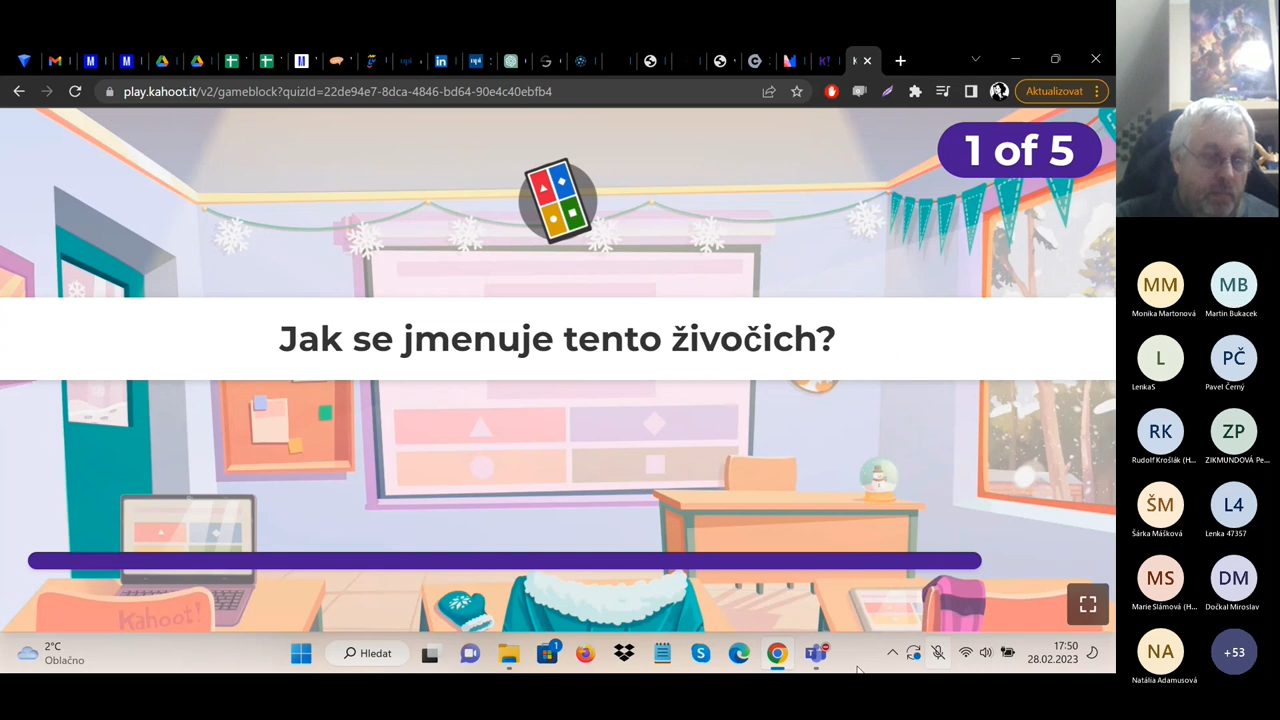 play.kahoot.it/v2/gameblock?quizId=22de94e7-8dca-4846-bd64-90e4c40ebfb4
Aktualizovat
1 of 5
Jak se jmenuje tento živočich?
Kahoot!
2°C
Oblačno
Hledat
17:50
28.02.2023
MM
Monika Martonová
MB
Martin Bukacek
L
LenkaS
PČ
Pavel Černý
RK
Rudolf Krošlák (H...
ZP
ZIKMUNDOVÁ Pe...
ŠM
Šárka Mášková
L4
Lenka 47357
MS
Marie Slámová (H...
DM
Dočkal Miroslav
NA
Natália Adamusová
+53